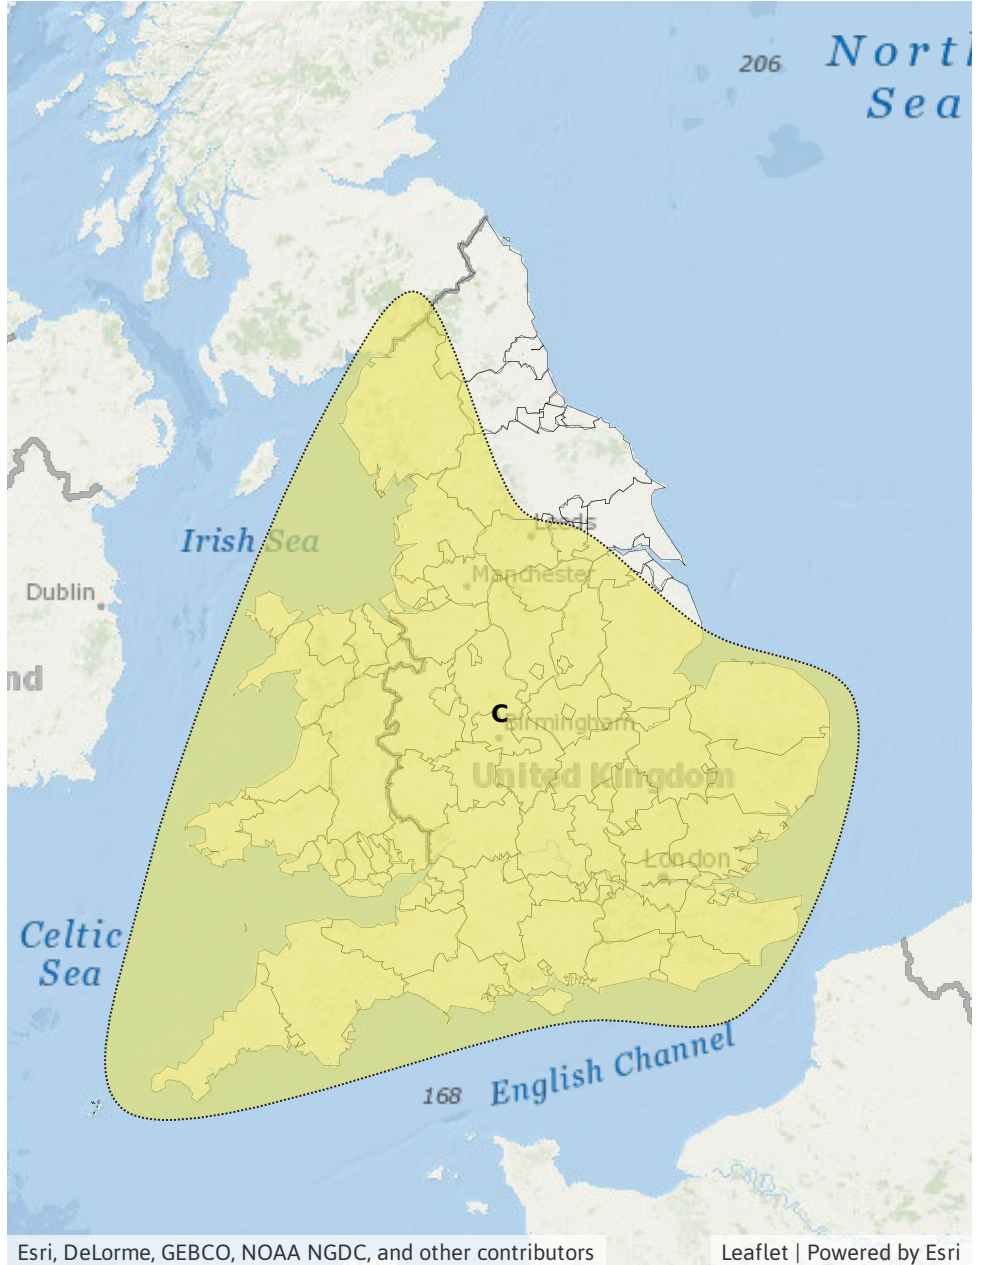 206
North
Sea
Leeds
Irish Sea
Manchester
Dublin
nd
C
Birmingham
United Kingdom
London
Celtic
Sea
English Channel
168
Esri, DeLorme, GEBCO, NOAA NGDC, and other contributors
Leaflet | Powered by Esri